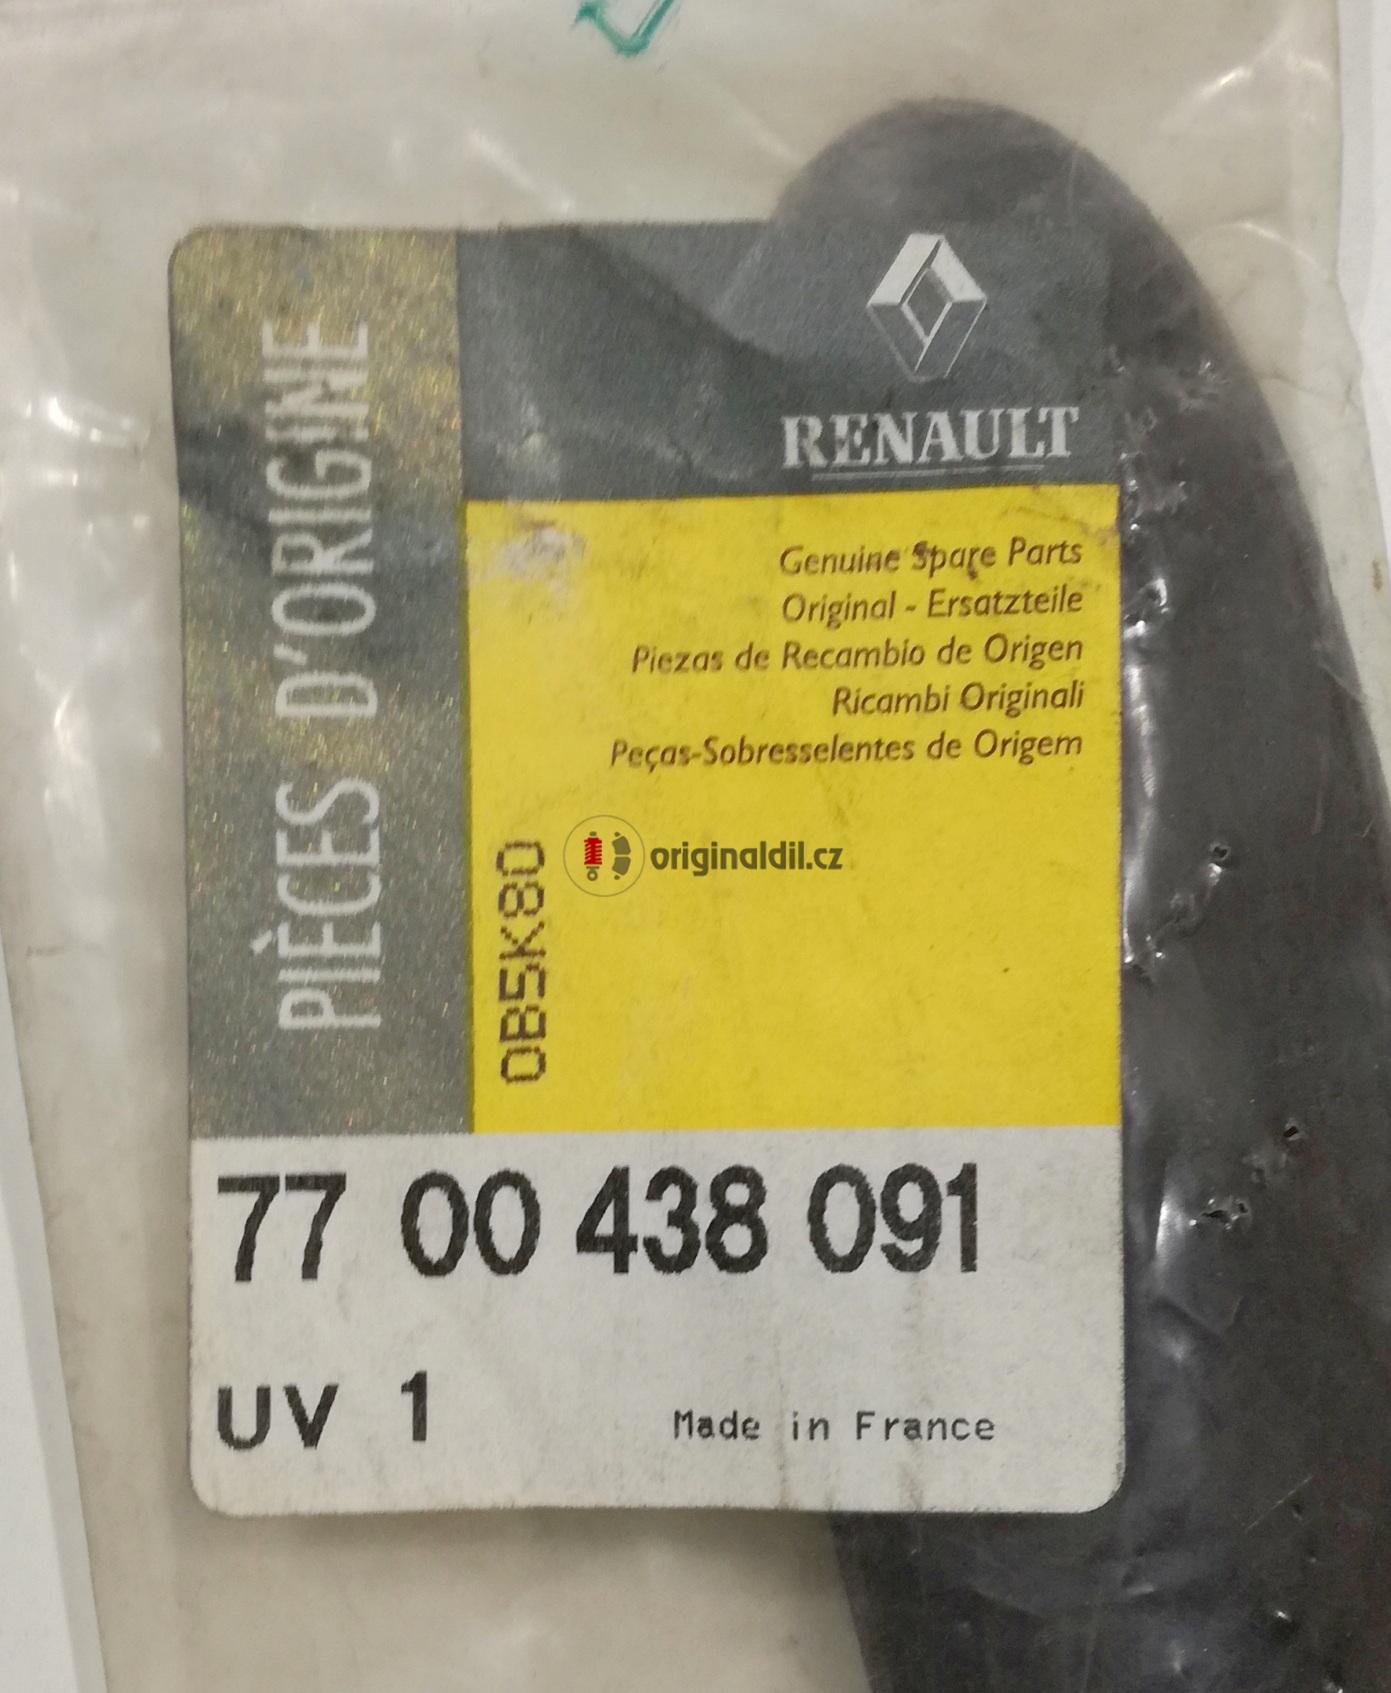 RENAULT
PIÈCES D'ORIGINE
Genuine Spare Parts
Original - Ersatzteile
Piezas de Recambio de Origen
Ricambi Originali
Peças-Sobresselentes de Origem
0B5K80
originaldil.cz
77 00 438 091
UV 1
Made in France